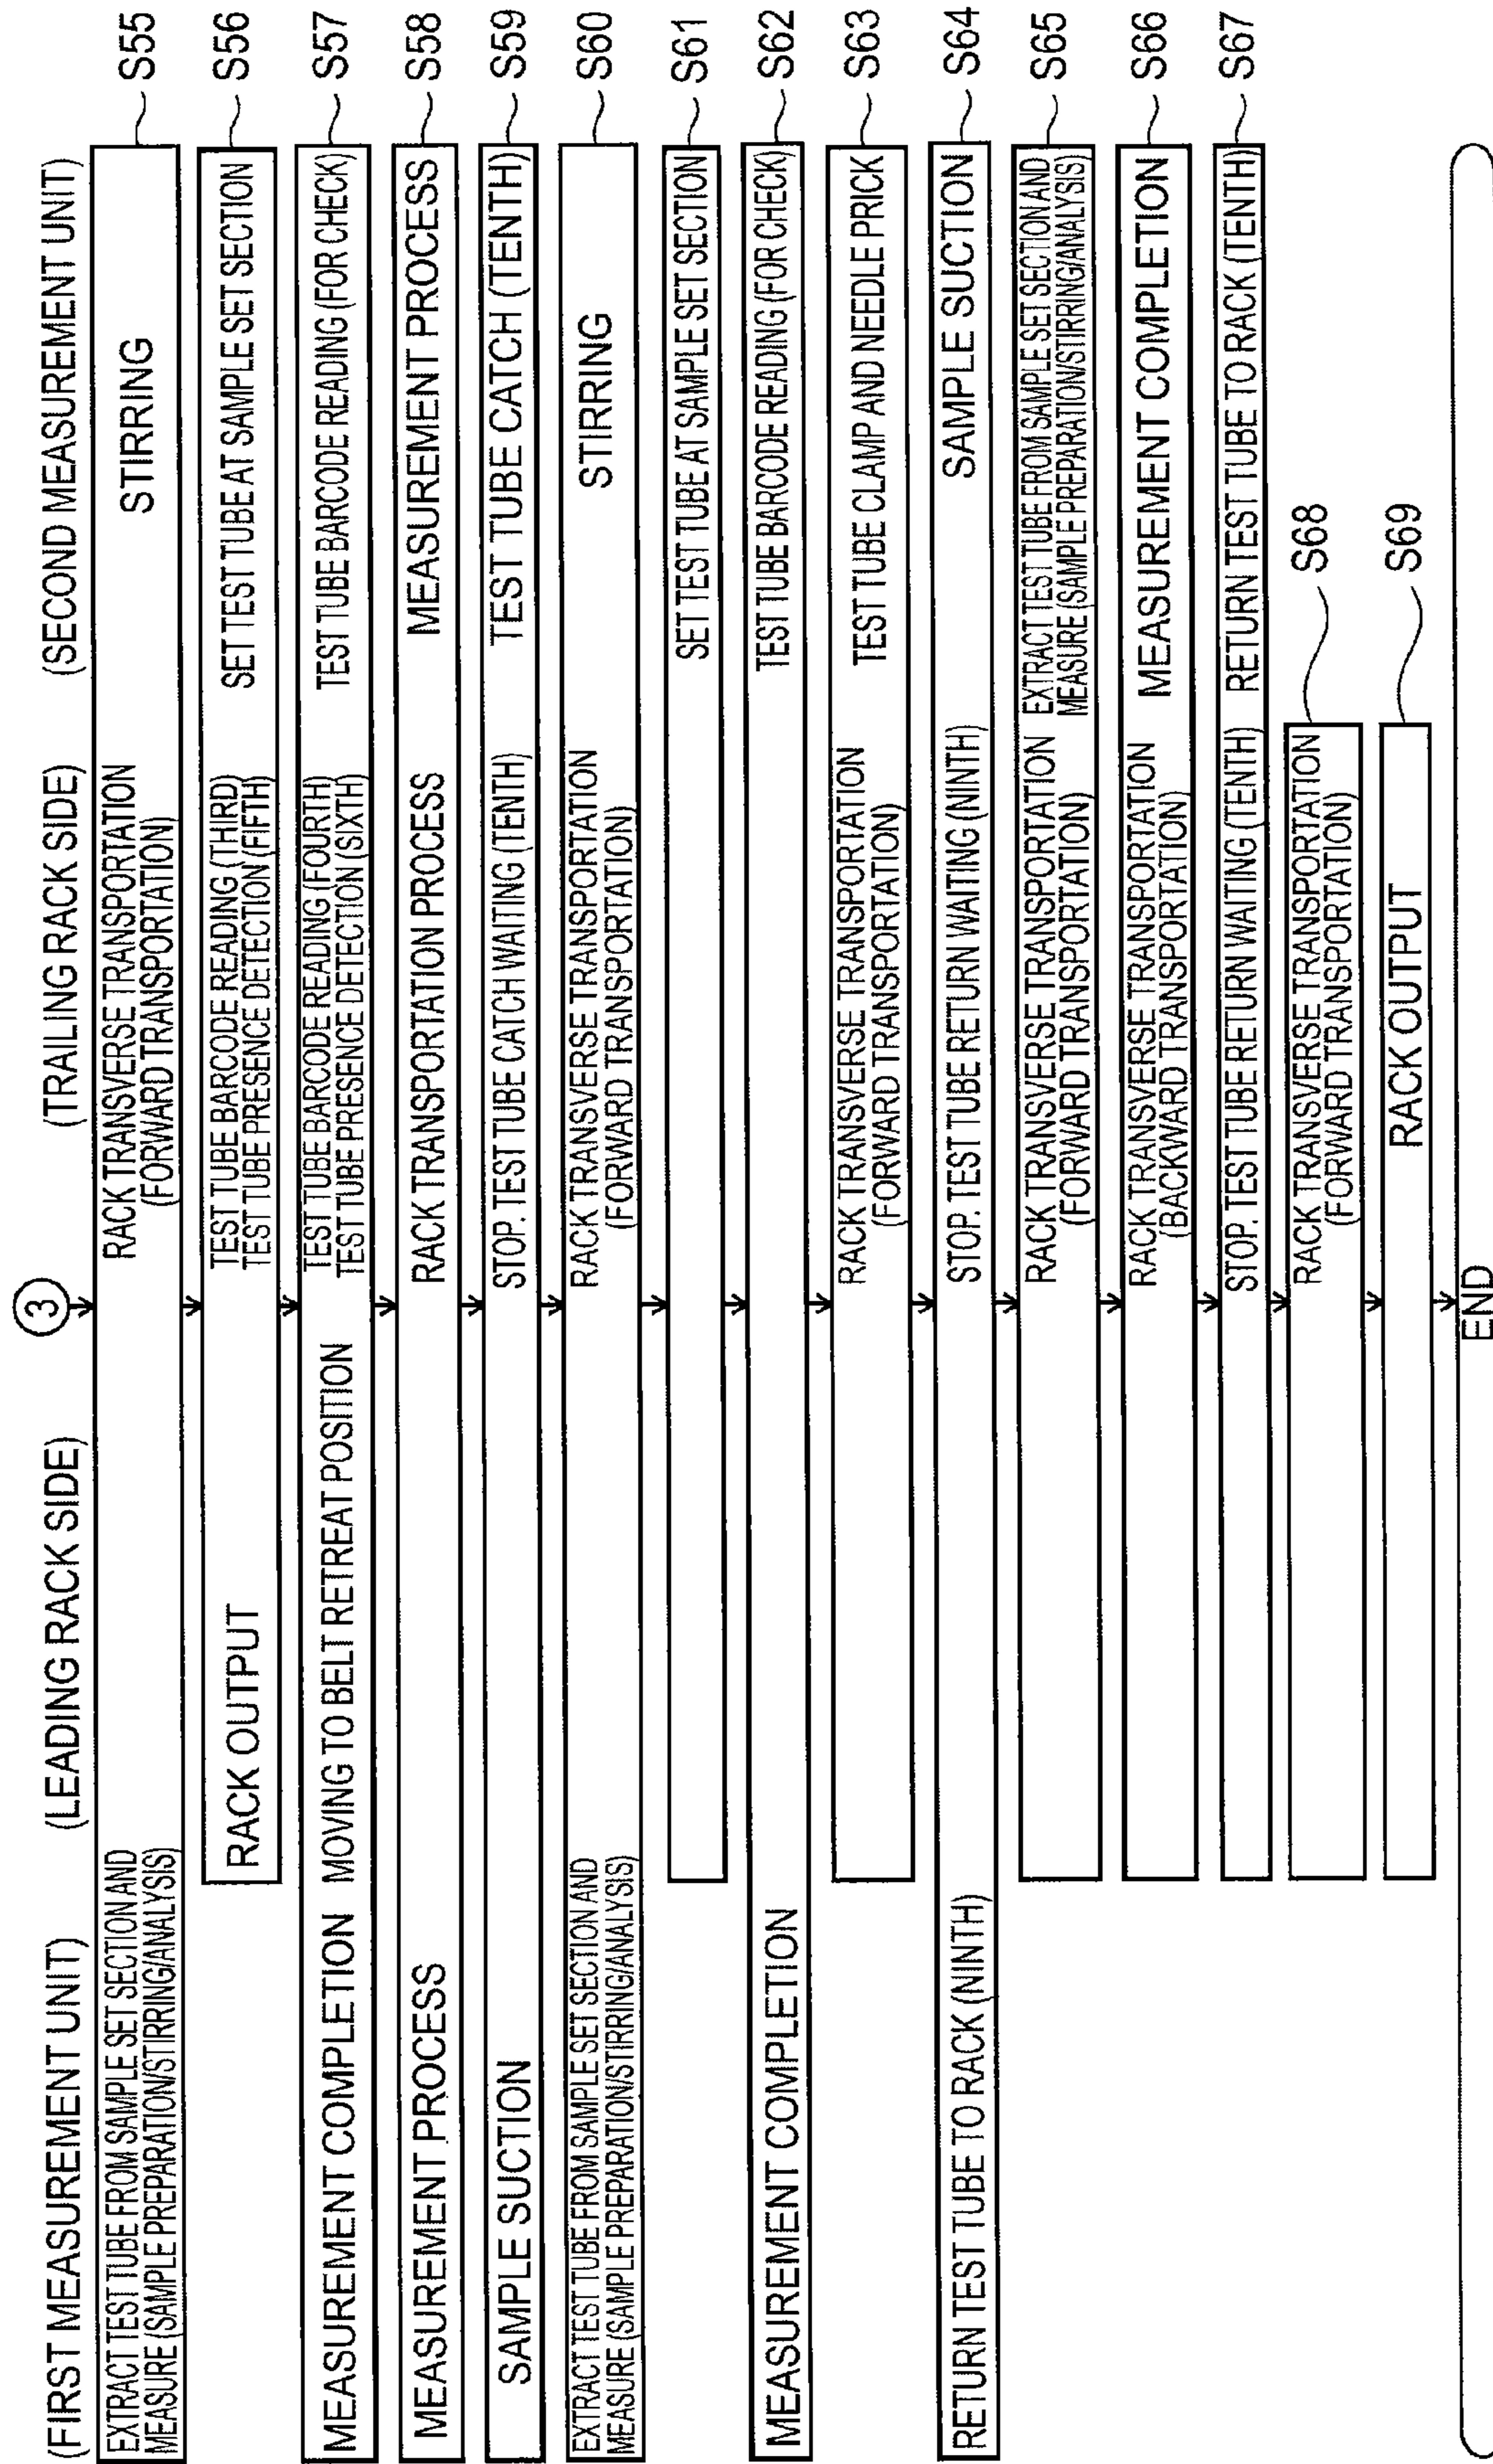 3
(FIRST MEASUREMENT UNIT)
(LEADING RACK SIDE)
(TRAILING RACK SIDE)
(SECOND MEASUREMENT UNIT)
EXTRACT TEST TUBE FROM SAMPLE SET SECTION AND
MEASURE (SAMPLE PREPARATION/STIRRING/ANALYSIS)
RACK TRANSVERSE TRANSPORTATION
(FORWARD TRANSPORTATION)
STIRRING
S55
RACK OUTPUT
TEST TUBE BARCODE READING (THIRD)
TEST TUBE PRESENCE DETECTION (FIFTH)
SET TEST TUBE AT SAMPLE SET SECTION
S56
MEASUREMENT COMPLETION
MOVING TO BELT RETREAT POSITION
TEST TUBE BARCODE READING (FOURTH)
TEST TUBE PRESENCE DETECTION (SIXTH)
TEST TUBE BARCODE READING (FOR CHECK)
S57
MEASUREMENT PROCESS
RACK TRANSPORTATION PROCESS
MEASUREMENT PROCESS
S58
SAMPLE SUCTION
STOP. TEST TUBE CATCH WAITING (TENTH)
TEST TUBE CATCH (TENTH)
S59
EXTRACT TEST TUBE FROM SAMPLE SET SECTION AND
MEASURE (SAMPLE PREPARATION/STIRRING/ANALYSIS)
RACK TRANSVERSE TRANSPORTATION
(FORWARD TRANSPORTATION)
STIRRING
S60
SET TEST TUBE AT SAMPLE SET SECTION
S61
MEASUREMENT COMPLETION
TEST TUBE BARCODE READING (FOR CHECK)
S62
RACK TRANSVERSE TRANSPORTATION
(FORWARD TRANSPORTATION)
TEST TUBE CLAMP AND NEEDLE PRICK
S63
RETURN TEST TUBE TO RACK (NINTH)
STOP. TEST TUBE RETURN WAITING (NINTH)
SAMPLE SUCTION
S64
RACK TRANSVERSE TRANSPORTATION
(FORWARD TRANSPORTATION)
EXTRACT TEST TUBE FROM SAMPLE SET SECTION AND
MEASURE (SAMPLE PREPARATION/STIRRING/ANALYSIS)
S65
RACK TRANSVERSE TRANSPORTATION
(BACKWARD TRANSPORTATION)
MEASUREMENT COMPLETION
S66
STOP. TEST TUBE RETURN WAITING (TENTH)
RETURN TEST TUBE TO RACK (TENTH)
S67
RACK TRANSVERSE TRANSPORTATION
(FORWARD TRANSPORTATION)
S68
RACK OUTPUT
S69
END